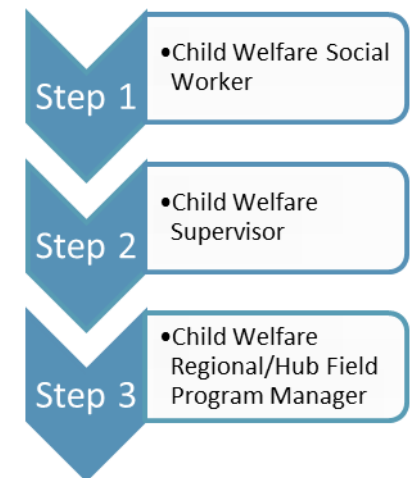 Step 1
•Child Welfare Social
Worker
Step 2
•Child Welfare
Supervisor
Step 3
•Child Welfare
Regional/Hub Field
Program Manager